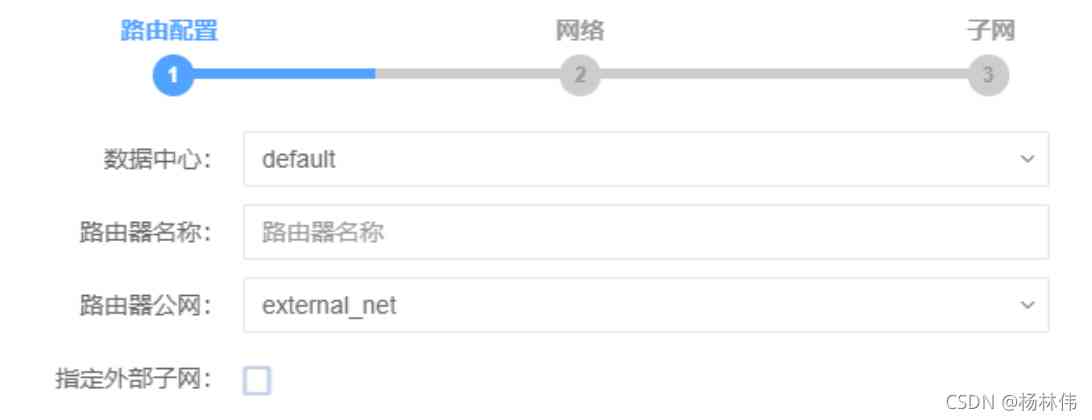 路由配置 网络 子网
1 2 3
数据中心： default
路由器名称： 路由器名称
路由器公网： external_net
指定外部子网：
CSDN @杨林伟